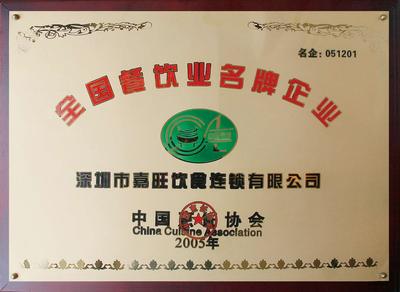 名企：051201
全国餐饮业名牌企业
深圳市嘉旺饮食连锁有限公司
中国 协会
China Cuisine Association
2005年